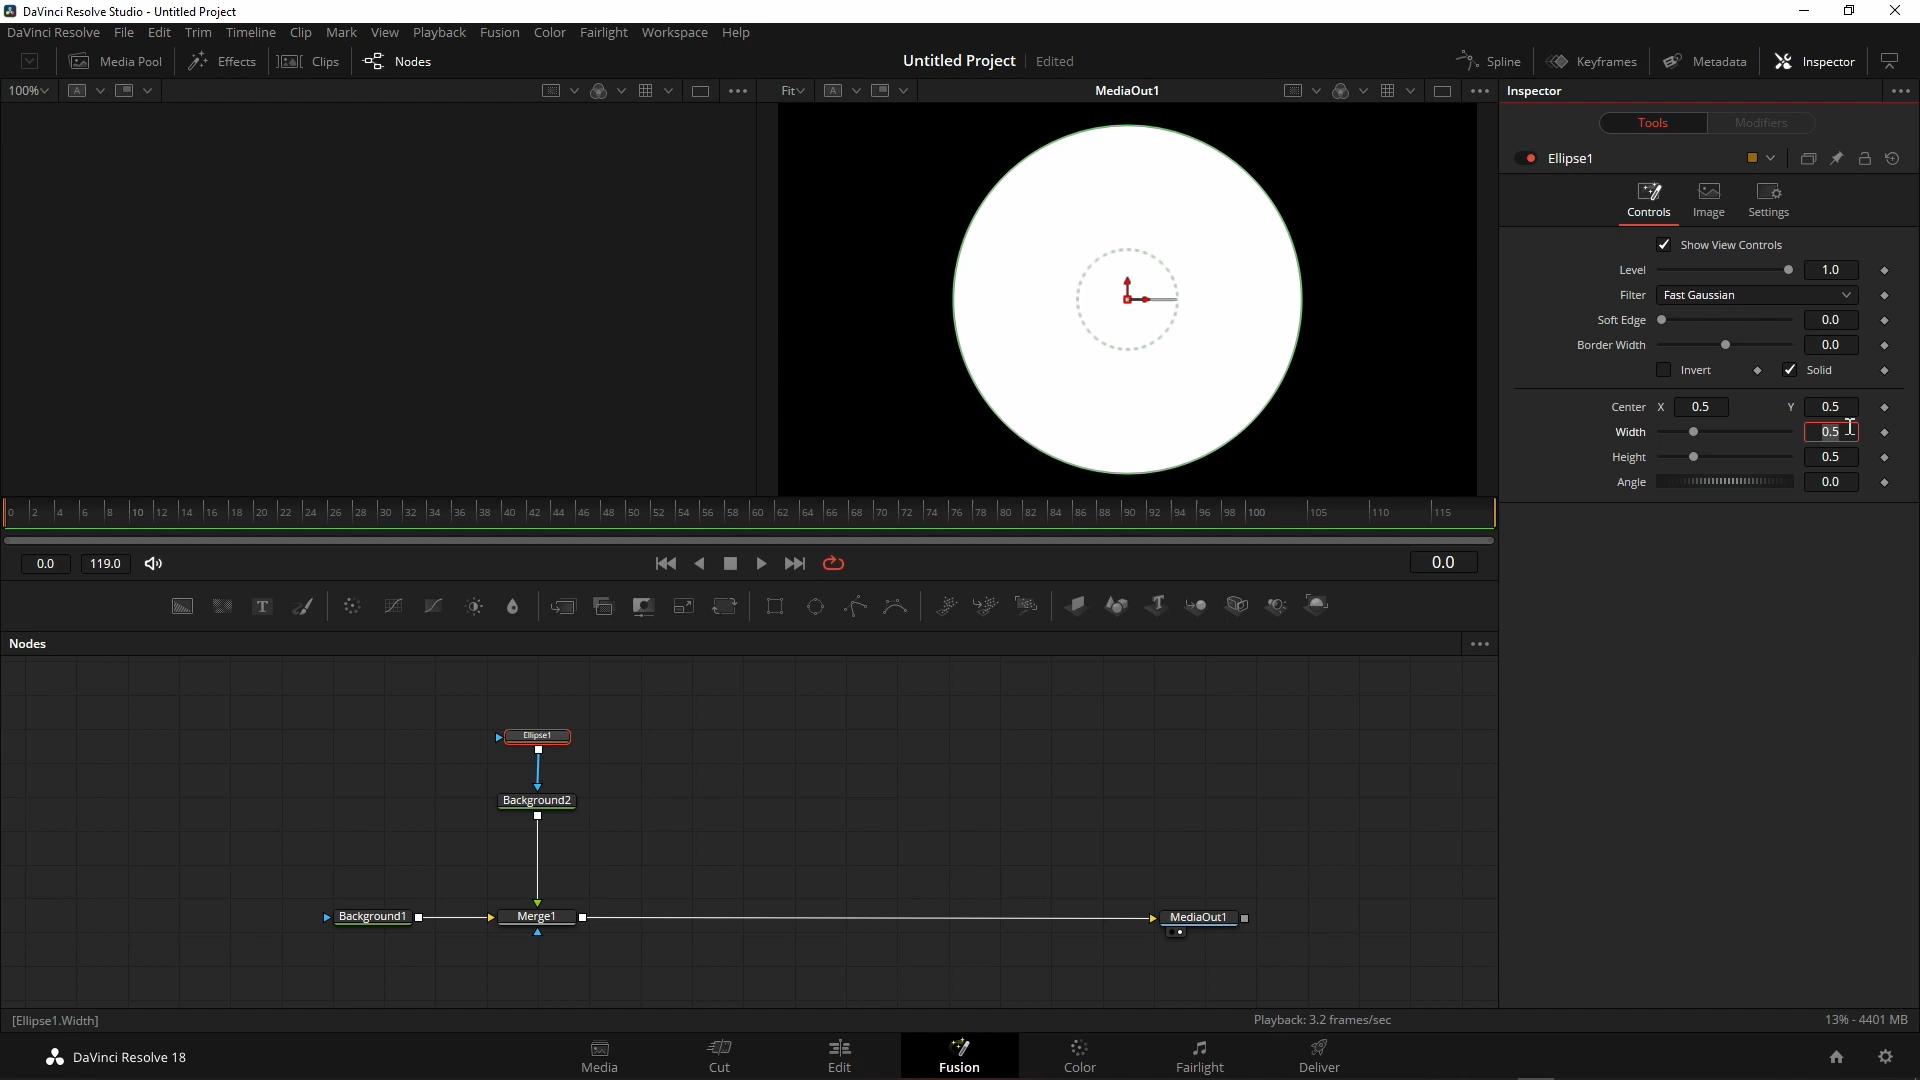 DaVinci Resolve Studio - Untitled Project
DaVinci Resolve File Edit Trim Timeline Clip Mark View Playback Fusion Color Fairlight Workspace Help
Media Pool Effects Clips Nodes Untitled Project Edited Spline Keyframes Metadata Inspector
100% A Fit A MediaOut1 Inspector
Tools Modifiers
Ellipse1
Controls Image Settings
Show View Controls
Level 1.0
Filter Fast Gaussian
Soft Edge 0.0
Border Width 0.0
Invert Solid
Center X 0.5 Y 0.5
Width 0.5
Height 0.5
Angle 0.0
0 2 4 6 8 10 12 14 16 18 20 22 24 26 28 30 32 34 36 38 40 42 44 46 48 50 52 54 56 58 60 62 64 66 68 70 72 74 76 78 80 82 84 86 88 90 92 94 96 98 100 105 110 115
0.0 119.0 0.0
T
Nodes
Ellipse1
Background2
Background1 Merge1 MediaOut1
[Ellipse1.Width] Playback: 3.2 frames/sec 13% - 4401 MB
DaVinci Resolve 18 Media Cut Edit Fusion Color Fairlight Deliver